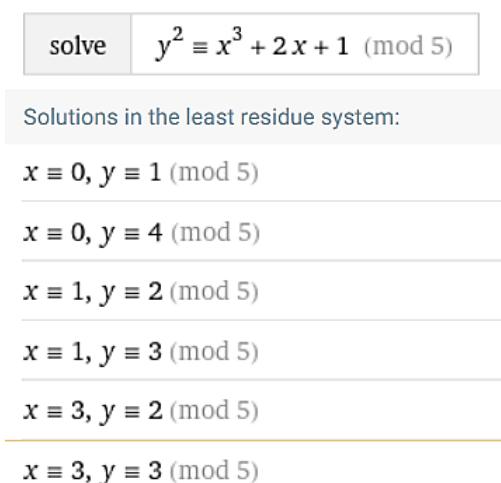 solve y² ≡ x³ + 2 x + 1 (mod 5)
Solutions in the least residue system:
x ≡ 0, y ≡ 1 (mod 5)
x ≡ 0, y ≡ 4 (mod 5)
x ≡ 1, y ≡ 2 (mod 5)
x ≡ 1, y ≡ 3 (mod 5)
x ≡ 3, y ≡ 2 (mod 5)
x ≡ 3, y ≡ 3 (mod 5)